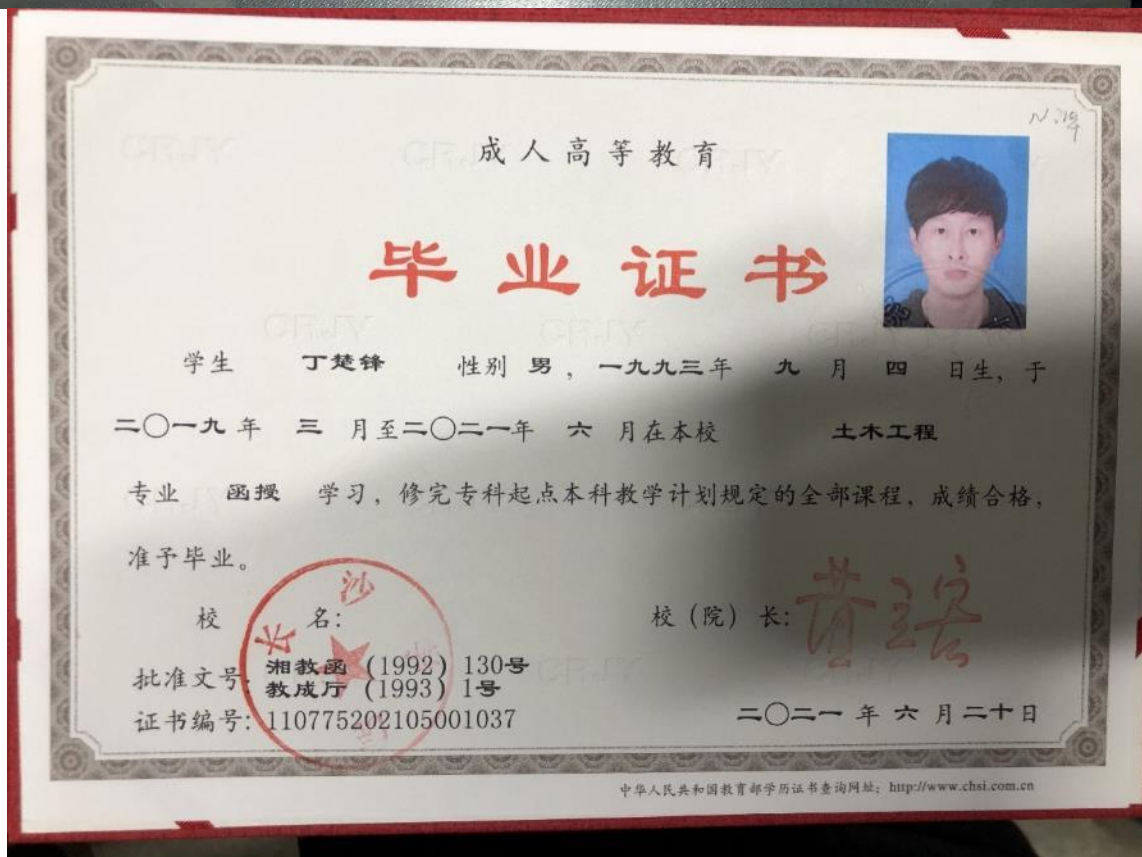 成人高等教育
毕业证书
学生 丁楚锋 性别 男，一九九三年 九 月 四 日生，于
二〇一九年 三 月至二〇二一年 六 月在本校 土木工程
专业 函授 学习，修完专科起点本科教学计划规定的全部课程，成绩合格，
准予毕业。
校 名： 校（院）长：
批准文号：湘教函（1992）130号
教成厅（1993）1号
证书编号：110775202105001037
二〇二一 年 六 月二十日
长沙
中华人民共和国教育部学历证书查询网址：http://www.chsi.com.cn